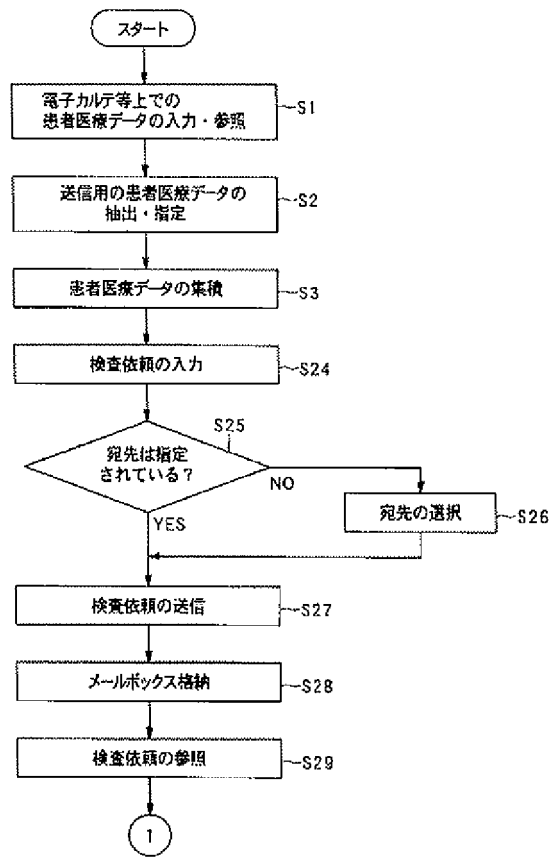 スタート
電子カルテ等上での
患者医療データの入力・参照
S1
送信用の患者医療データの
抽出・指定
S2
患者医療データの集積
S3
検査依頼の入力
S24
S25
宛先は指定
されている?
NO
YES
宛先の選択
S26
検査依頼の送信
S27
メールボックス格納
S28
検査依頼の参照
S29
1